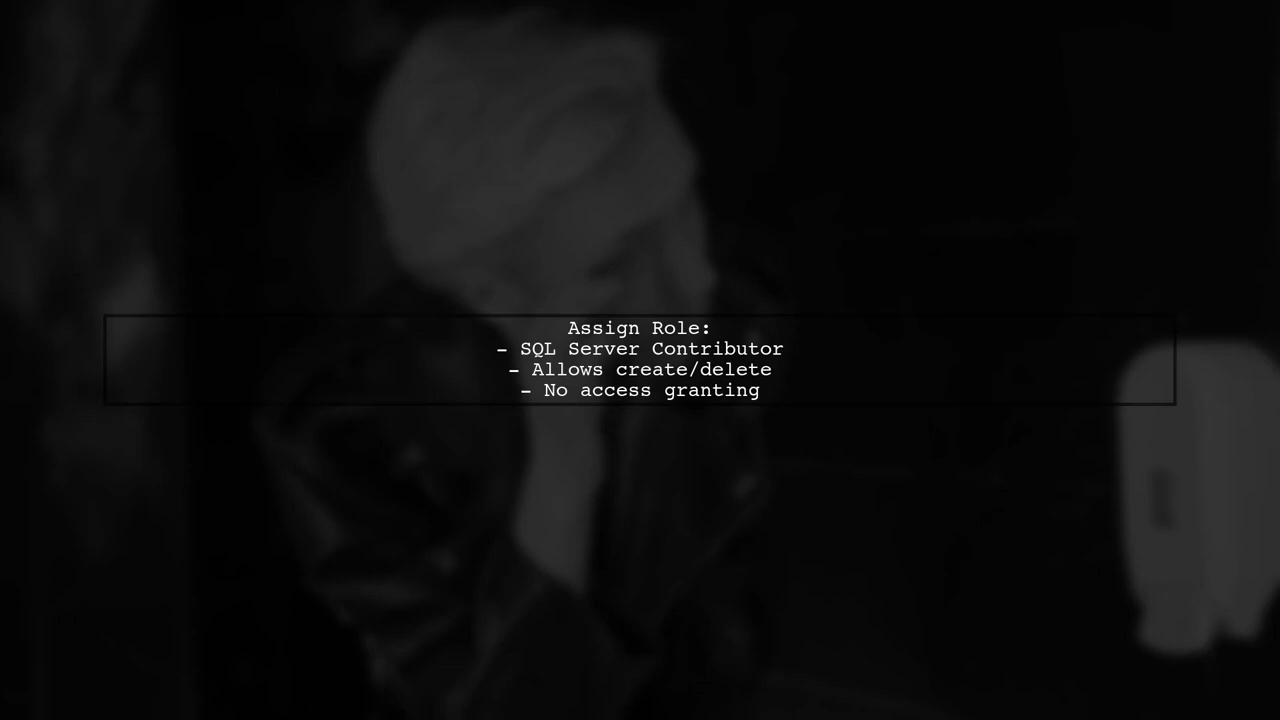 Assign Role:
- SQL Server Contributor
- Allows create/delete
- No access granting